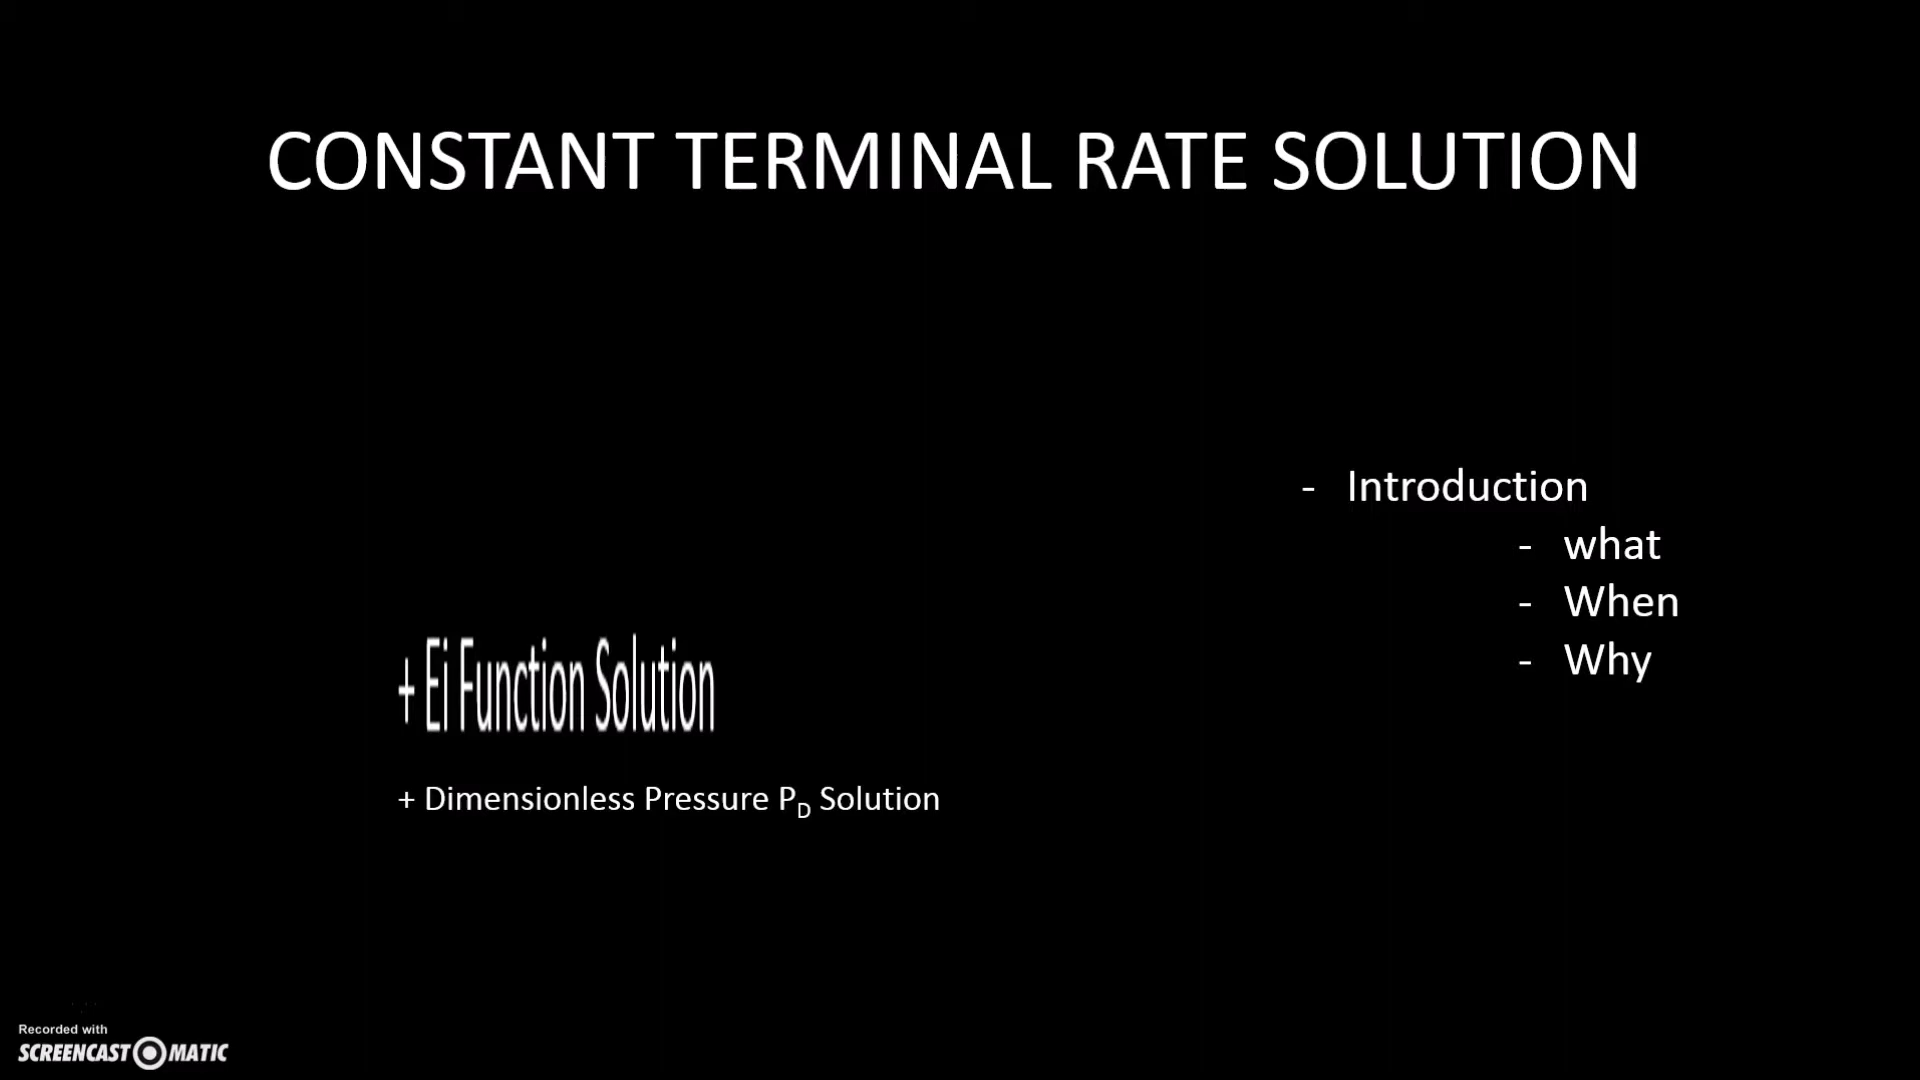 CONSTANT TERMINAL RATE SOLUTION
- Introduction
- what
- When
- Why
+ Ei Function Solution
+ Dimensionless Pressure PD Solution
Recorded with
SCREENCAST MATIC